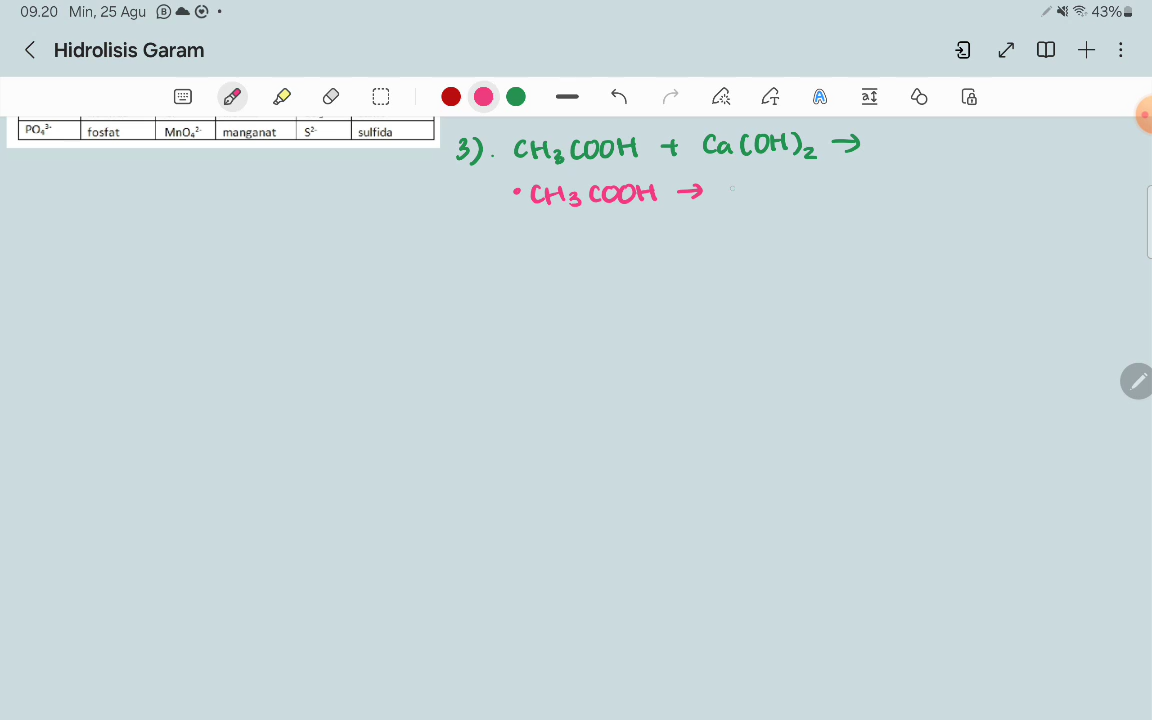 09.20 Min, 25 Agu 43%
Hidrolisis Garam
PO₄³⁻ fosfat MnO₄²⁻ manganat S²⁻ sulfida
3). CH₃COOH + Ca(OH)₂ →
• CH₃COOH →